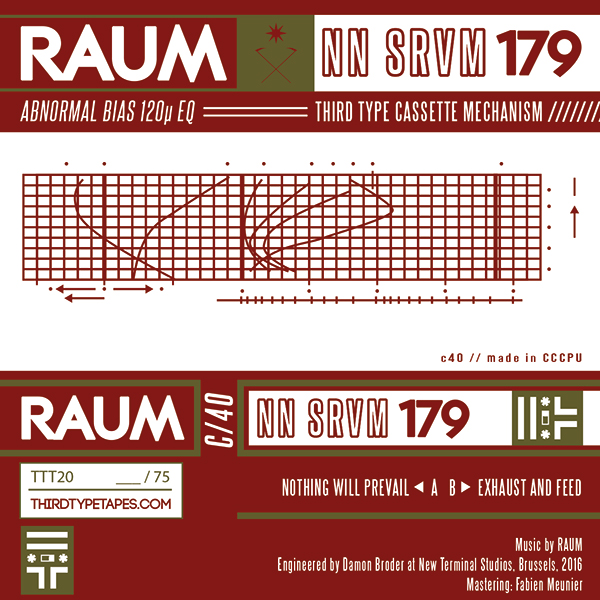 RAUM NN SRVM 179
ABNORMAL BIAS 120µ EQ THIRD TYPE CASSETTE MECHANISM ///////
c40 // made in CCCPU
RAUM C/40 NN SRVM 179
TTT20 ___ / 75
THIRDTYPETAPES.COM
NOTHING WILL PREVAIL ◄ A B ► EXHAUST AND FEED
Music by RAUM
Engineered by Damon Broder at New Terminal Studios, Brussels, 2016
Mastering: Fabien Meunier